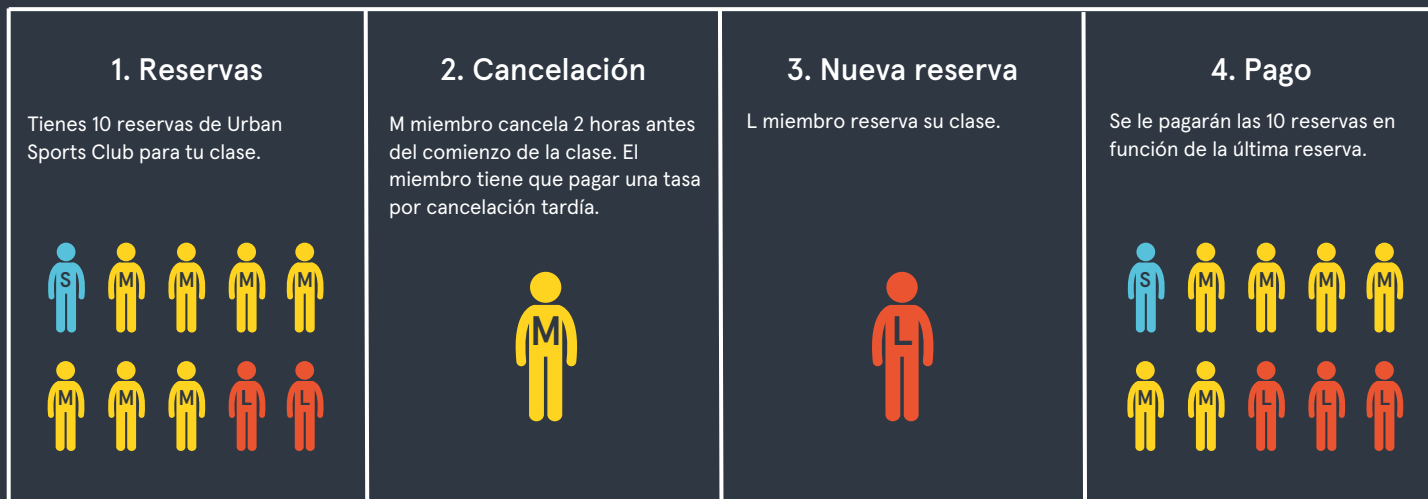 1. Reservas
Tienes 10 reservas de Urban
Sports Club para tu clase.
S M M M M
M M M L L
2. Cancelación
M miembro cancela 2 horas antes
del comienzo de la clase. El
miembro tiene que pagar una tasa
por cancelación tardía.
M
3. Nueva reserva
L miembro reserva su clase.
L
4. Pago
Se le pagarán las 10 reservas en
función de la última reserva.
S M M M M
M M L L L